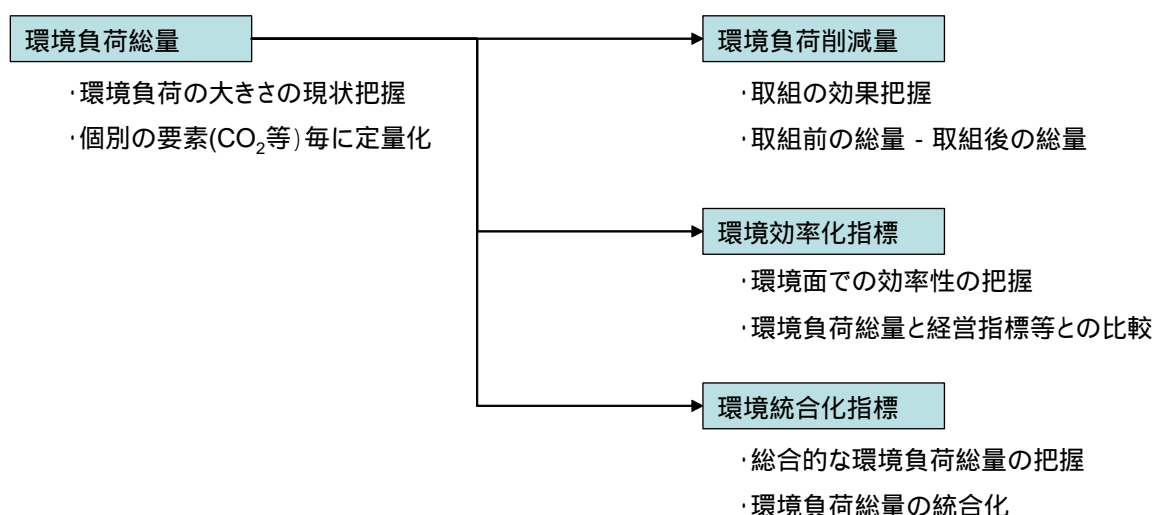 環境負荷総量
･環境負荷の大きさの現状把握
･個別の要素(CO₂等)毎に定量化
環境負荷削減量
･取組の効果把握
･取組前の総量 - 取組後の総量
環境効率化指標
･環境面での効率性の把握
･環境負荷総量と経営指標等との比較
環境統合化指標
･総合的な環境負荷総量の把握
･環境負荷総量の統合化